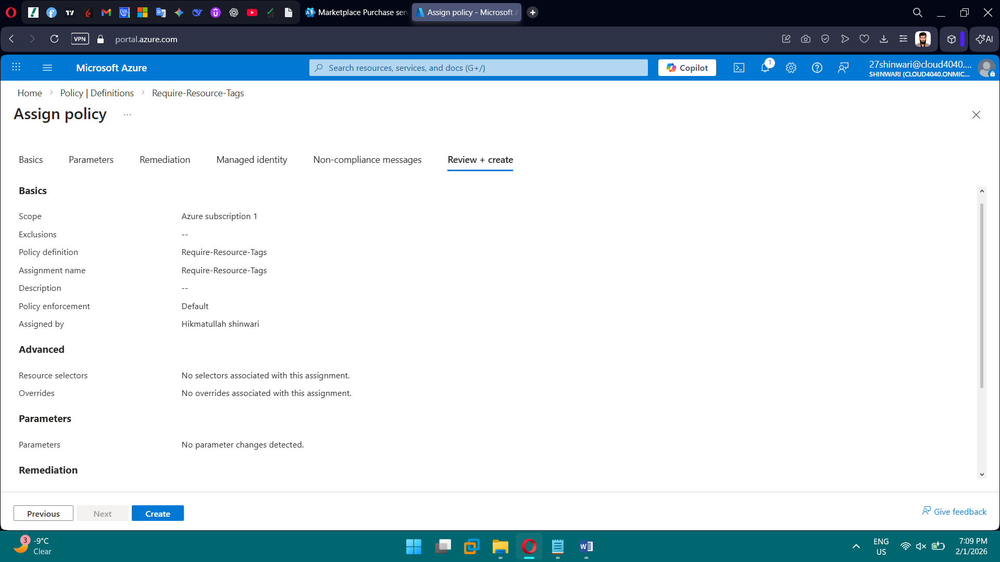 Marketplace Purchase serv
Assign policy - Microsoft A
VPN
portal.azure.com
AI
Microsoft Azure
Search resources, services, and docs (G+/)
Copilot
1
27shinwari@cloud4040....
SHINWARI (CLOUD4040.ONMIC...
Home > Policy | Definitions > Require-Resource-Tags
Assign policy ...
Basics
Parameters
Remediation
Managed identity
Non-compliance messages
Review + create
Basics
Scope Azure subscription 1
Exclusions --
Policy definition Require-Resource-Tags
Assignment name Require-Resource-Tags
Description --
Policy enforcement Default
Assigned by Hikmatullah shinwari
Advanced
Resource selectors No selectors associated with this assignment.
Overrides No overrides associated with this assignment.
Parameters
Parameters No parameter changes detected.
Remediation
Previous
Next
Create
Give feedback
3
-9°C
Clear
ENG
US
7:09 PM
2/1/2026